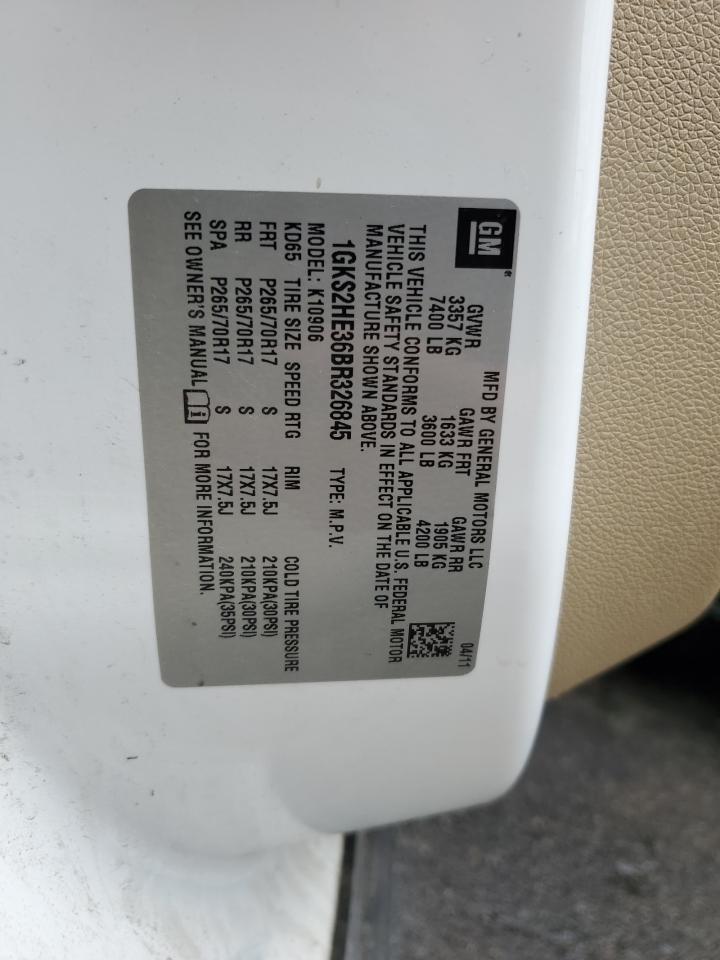 GM®
MFD BY GENERAL MOTORS LLC 04/11
GVWR GAWR FRT GAWR RR
3357 KG 1633 KG 1905 KG
7400 LB 3600 LB 4200 LB
THIS VEHICLE CONFORMS TO ALL APPLICABLE U.S. FEDERAL MOTOR
VEHICLE SAFETY STANDARDS IN EFFECT ON THE DATE OF
MANUFACTURE SHOWN ABOVE.
1GKS2HE36BR326845 TYPE: M.P.V.
MODEL: K10906
KD65 TIRE SIZE SPEED RTG RIM COLD TIRE PRESSURE
FRT P265/70R17 S 17X7.5J 210KPA(30PSI)
RR P265/70R17 S 17X7.5J 210KPA(30PSI)
SPA P265/70R17 S 17X7.5J 240KPA(35PSI)
SEE OWNER'S MANUAL FOR MORE INFORMATION.